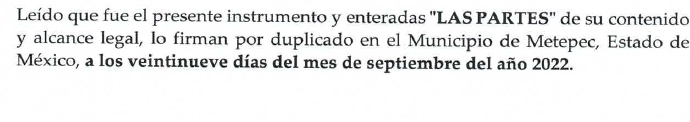 Leído que fue el presente instrumento y enteradas "LAS PARTES" de su contenido
y alcance legal, lo firman por duplicado en el Municipio de Metepec, Estado de
México, a los veintinueve días del mes de septiembre del año 2022.